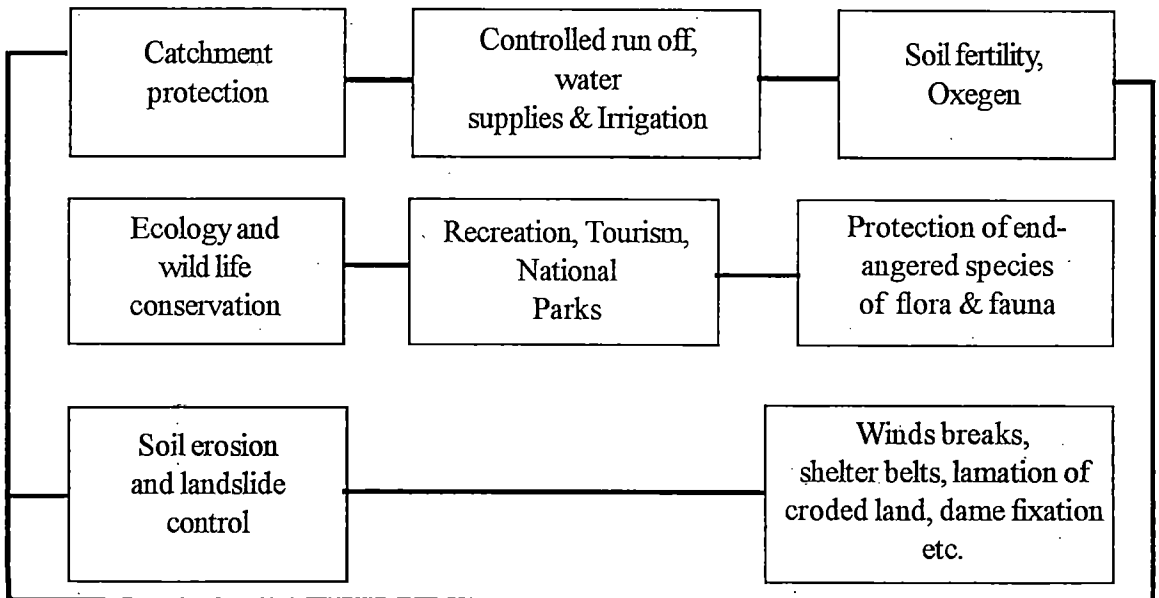 Catchment
protection
Controlled run off,
water
supplies & Irrigation
Soil fertility,
Oxegen
Ecology and
wild life
conservation
Recreation, Tourism,
National
Parks
Protection of end-
angered species
of flora & fauna
Soil erosion
and landslide
control
Winds breaks,
shelter belts, lamation of
croded land, dame fixation
etc.